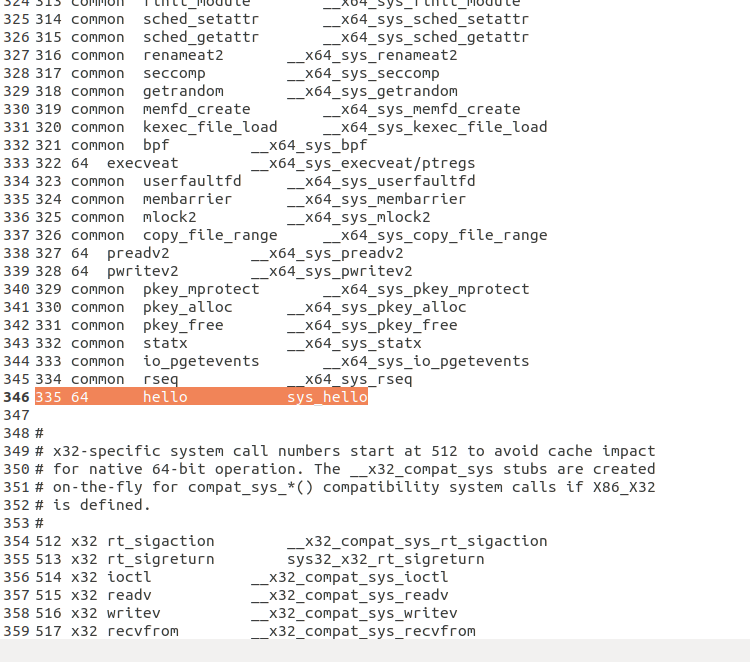 324 313 common finit_module __x64_sys_finit_module
325 314 common sched_setattr __x64_sys_sched_setattr
326 315 common sched_getattr __x64_sys_sched_getattr
327 316 common renameat2 __x64_sys_renameat2
328 317 common seccomp __x64_sys_seccomp
329 318 common getrandom __x64_sys_getrandom
330 319 common memfd_create __x64_sys_memfd_create
331 320 common kexec_file_load __x64_sys_kexec_file_load
332 321 common bpf __x64_sys_bpf
333 322 64 execveat __x64_sys_execveat/ptregs
334 323 common userfaultfd __x64_sys_userfaultfd
335 324 common membarrier __x64_sys_membarrier
336 325 common mlock2 __x64_sys_mlock2
337 326 common copy_file_range __x64_sys_copy_file_range
338 327 64 preadv2 __x64_sys_preadv2
339 328 64 pwritev2 __x64_sys_pwritev2
340 329 common pkey_mprotect __x64_sys_pkey_mprotect
341 330 common pkey_alloc __x64_sys_pkey_alloc
342 331 common pkey_free __x64_sys_pkey_free
343 332 common statx __x64_sys_statx
344 333 common io_pgetevents __x64_sys_io_pgetevents
345 334 common rseq __x64_sys_rseq
346 335 64 hello sys_hello
347
348 #
349 # x32-specific system call numbers start at 512 to avoid cache impact
350 # for native 64-bit operation. The __x32_compat_sys stubs are created
351 # on-the-fly for compat_sys_*() compatibility system calls if X86_X32
352 # is defined.
353 #
354 512 x32 rt_sigaction __x32_compat_sys_rt_sigaction
355 513 x32 rt_sigreturn sys32_x32_rt_sigreturn
356 514 x32 ioctl __x32_compat_sys_ioctl
357 515 x32 readv __x32_compat_sys_readv
358 516 x32 writev __x32_compat_sys_writev
359 517 x32 recvfrom __x32_compat_sys_recvfrom